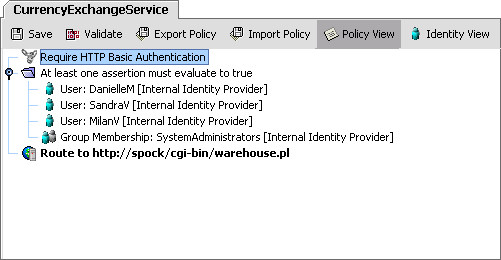 CurrencyExchangeService
Save Validate Export Policy Import Policy Policy View Identity View
Require HTTP Basic Authentication
At least one assertion must evaluate to true
User: DanielleM [Internal Identity Provider]
User: SandraV [Internal Identity Provider]
User: MilanV [Internal Identity Provider]
Group Membership: SystemAdministrators [Internal Identity Provider]
Route to http://spock/cgi-bin/warehouse.pl